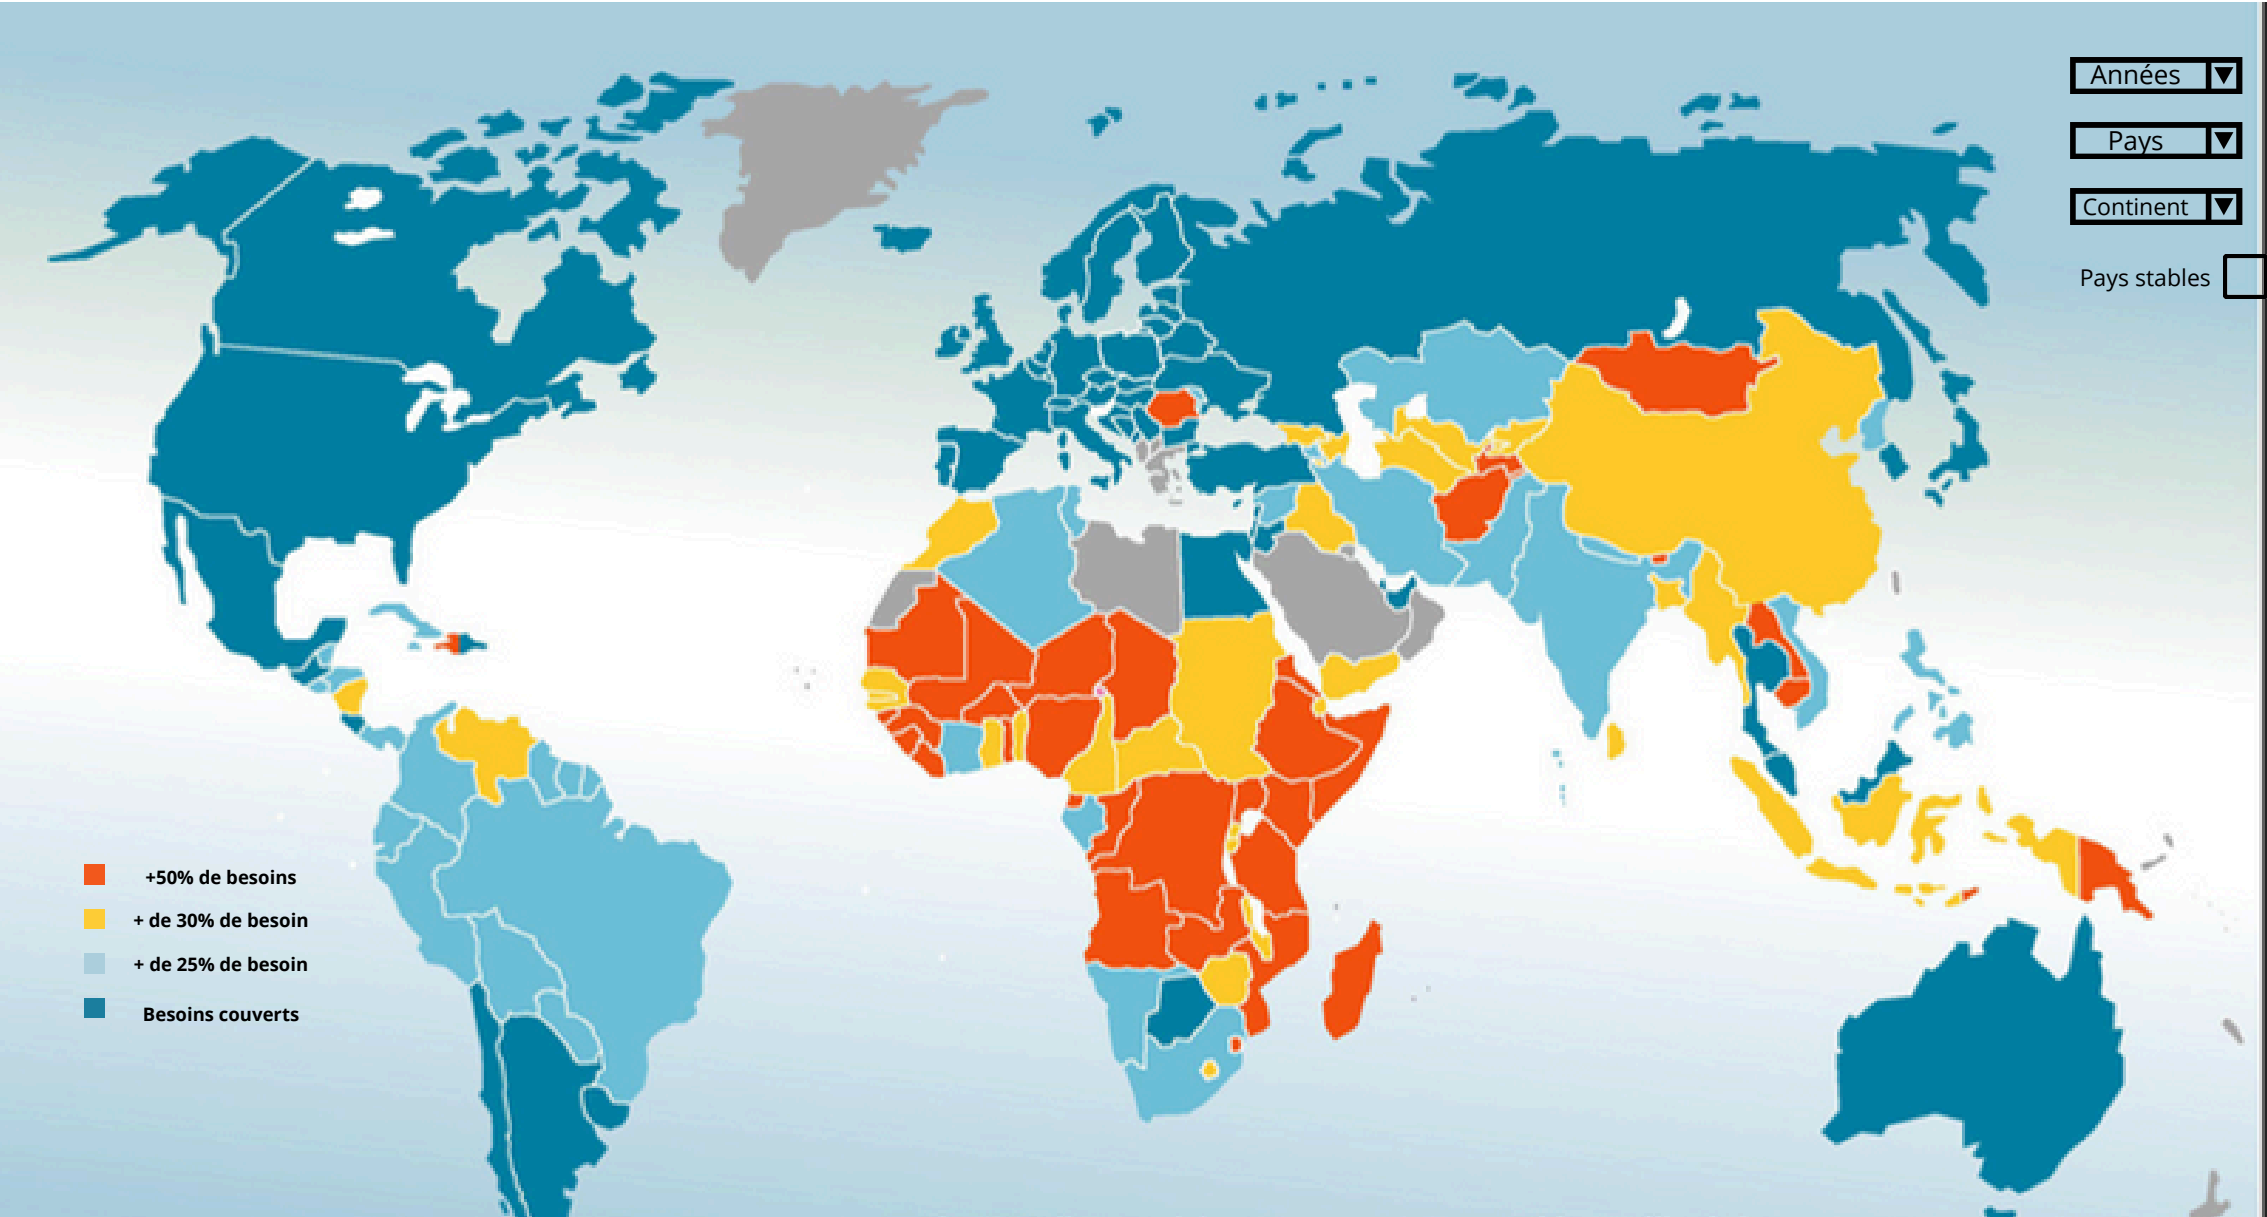 Années
Pays
Continent
Pays stables
+50% de besoins
+ de 30% de besoin
+ de 25% de besoin
Besoins couverts